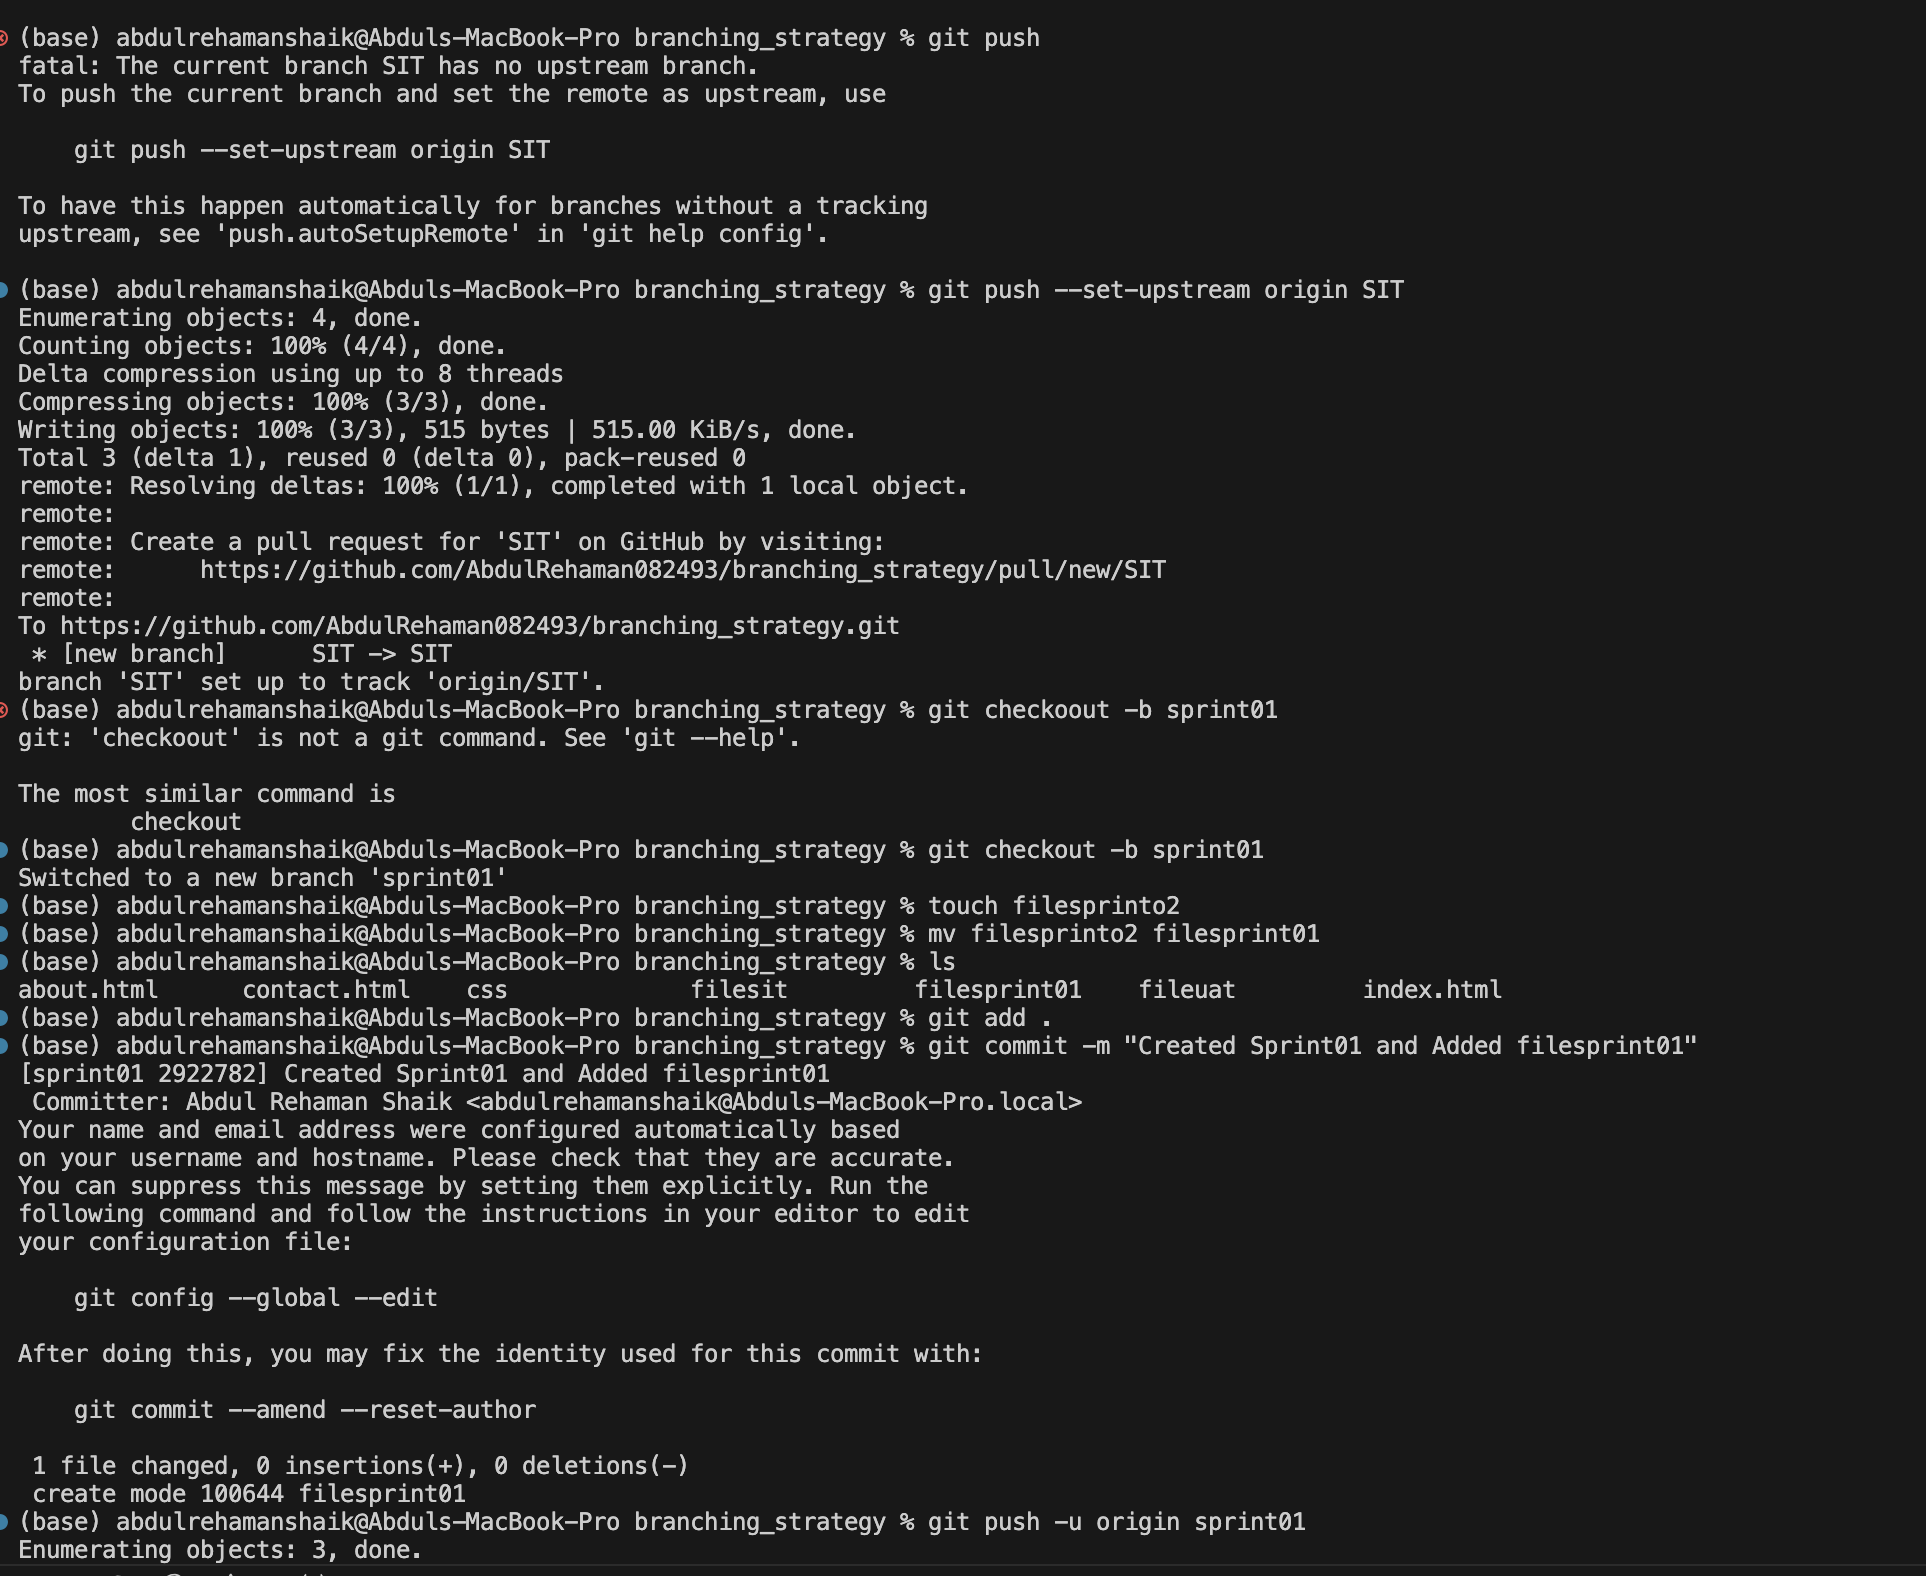 (base) abdulrehamanshaik@Abduls-MacBook-Pro branching_strategy % git push
fatal: The current branch SIT has no upstream branch.
To push the current branch and set the remote as upstream, use
git push --set-upstream origin SIT
To have this happen automatically for branches without a tracking
upstream, see 'push.autoSetupRemote' in 'git help config'.
(base) abdulrehamanshaik@Abduls-MacBook-Pro branching_strategy % git push --set-upstream origin SIT
Enumerating objects: 4, done.
Counting objects: 100% (4/4), done.
Delta compression using up to 8 threads
Compressing objects: 100% (3/3), done.
Writing objects: 100% (3/3), 515 bytes | 515.00 KiB/s, done.
Total 3 (delta 1), reused 0 (delta 0), pack-reused 0
remote: Resolving deltas: 100% (1/1), completed with 1 local object.
remote:
remote: Create a pull request for 'SIT' on GitHub by visiting:
remote:      https://github.com/AbdulRehaman082493/branching_strategy/pull/new/SIT
remote:
To https://github.com/AbdulRehaman082493/branching_strategy.git
 * [new branch]      SIT -> SIT
branch 'SIT' set up to track 'origin/SIT'.
(base) abdulrehamanshaik@Abduls-MacBook-Pro branching_strategy % git checkoout -b sprint01
git: 'checkoout' is not a git command. See 'git --help'.
The most similar command is
checkout
(base) abdulrehamanshaik@Abduls-MacBook-Pro branching_strategy % git checkout -b sprint01
Switched to a new branch 'sprint01'
(base) abdulrehamanshaik@Abduls-MacBook-Pro branching_strategy % touch filesprinto2
(base) abdulrehamanshaik@Abduls-MacBook-Pro branching_strategy % mv filesprinto2 filesprint01
(base) abdulrehamanshaik@Abduls-MacBook-Pro branching_strategy % ls
about.html      contact.html    css             filesit         filesprint01    fileuat         index.html
(base) abdulrehamanshaik@Abduls-MacBook-Pro branching_strategy % git add .
(base) abdulrehamanshaik@Abduls-MacBook-Pro branching_strategy % git commit -m "Created Sprint01 and Added filesprint01"
[sprint01 2922782] Created Sprint01 and Added filesprint01
 Committer: Abdul Rehaman Shaik <abdulrehamanshaik@Abduls-MacBook-Pro.local>
Your name and email address were configured automatically based
on your username and hostname. Please check that they are accurate.
You can suppress this message by setting them explicitly. Run the
following command and follow the instructions in your editor to edit
your configuration file:
git config --global --edit
After doing this, you may fix the identity used for this commit with:
git commit --amend --reset-author
 1 file changed, 0 insertions(+), 0 deletions(-)
 create mode 100644 filesprint01
(base) abdulrehamanshaik@Abduls-MacBook-Pro branching_strategy % git push -u origin sprint01
Enumerating objects: 3, done.